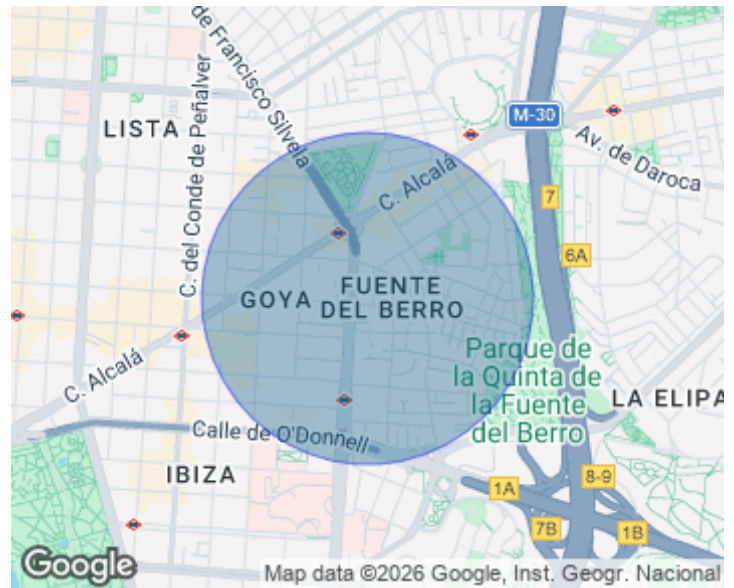 de Francisco Silvela
LISTA
C. del Conde de Peñalver
M-30
Av. de Daroca
C. Alcalá
7
6A
GOYA
FUENTE
DEL BERRO
Parque de
la Quinta de
la Fuente
del Berro
C. Alcalá
LA ELIPA
Calle de O'Donnell
IBIZA
8-9
1A
7B
1B
Google
Map data ©2026 Google, Inst. Geogr. Nacional